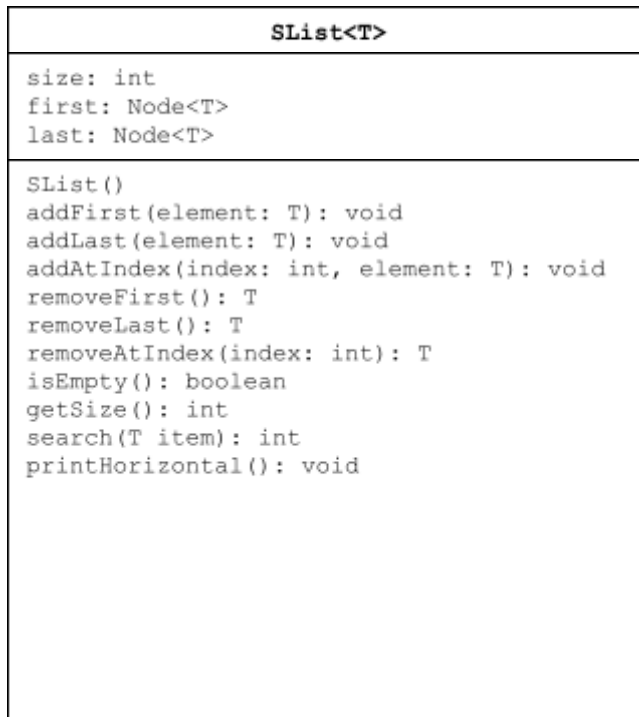 SList<T>
size: int
first: Node<T>
last: Node<T>
SList()
addFirst(element: T): void
addLast(element: T): void
addAtIndex(index: int, element: T): void
removeFirst(): T
removeLast(): T
removeAtIndex(index: int): T
isEmpty(): boolean
getSize(): int
search(T item): int
printHorizontal(): void